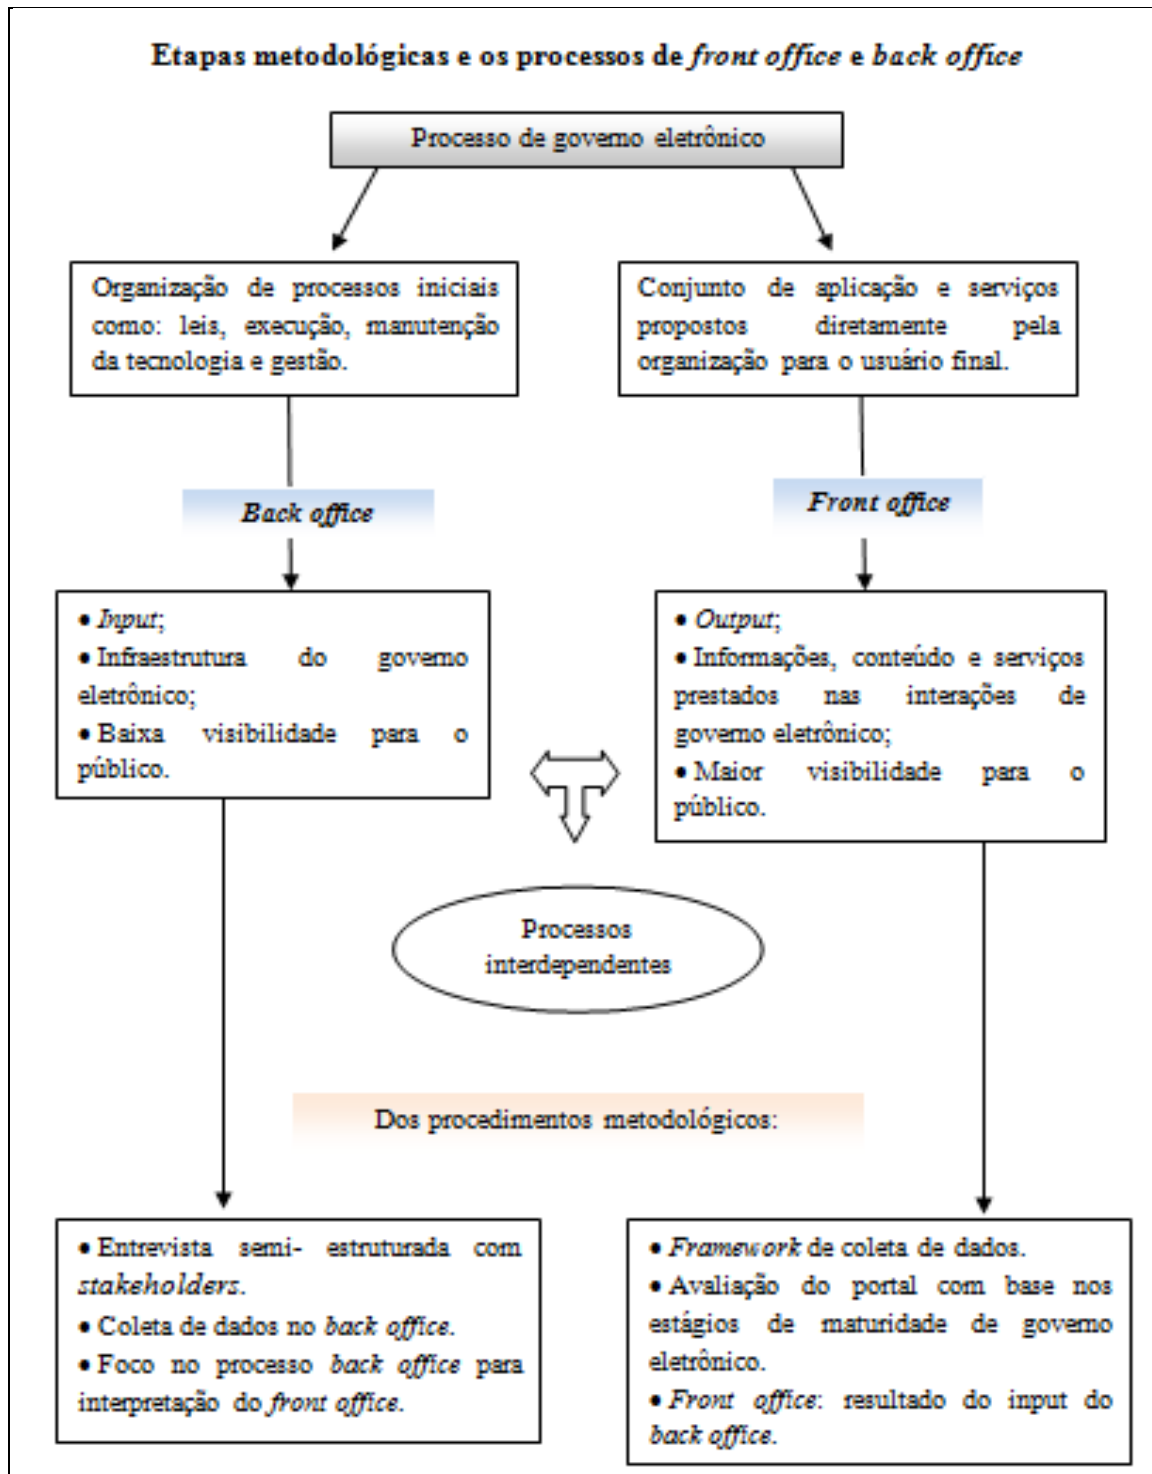 Etapas metodológicas e os processos de front office e back office
Processo de governo eletrônico
Organização de processos iniciais
como: leis, execução, manutenção
da tecnologia e gestão.
Conjunto de aplicação e serviços
propostos diretamente pela
organização para o usuário final.
Back office
Front office
• Input;
• Infraestrutura do governo
eletrônico;
• Baixa visibilidade para o
público.
• Output;
• Informações, conteúdo e serviços
prestados nas interações de
governo eletrônico;
• Maior visibilidade para o
público.
Processos
interdependentes
Dos procedimentos metodológicos:
• Entrevista semi- estruturada com
stakeholders.
• Coleta de dados no back office.
• Foco no processo back office para
interpretação do front office.
• Framework de coleta de dados.
• Avaliação do portal com base nos
estágios de maturidade de governo
eletrônico.
• Front office: resultado do input do
back office.